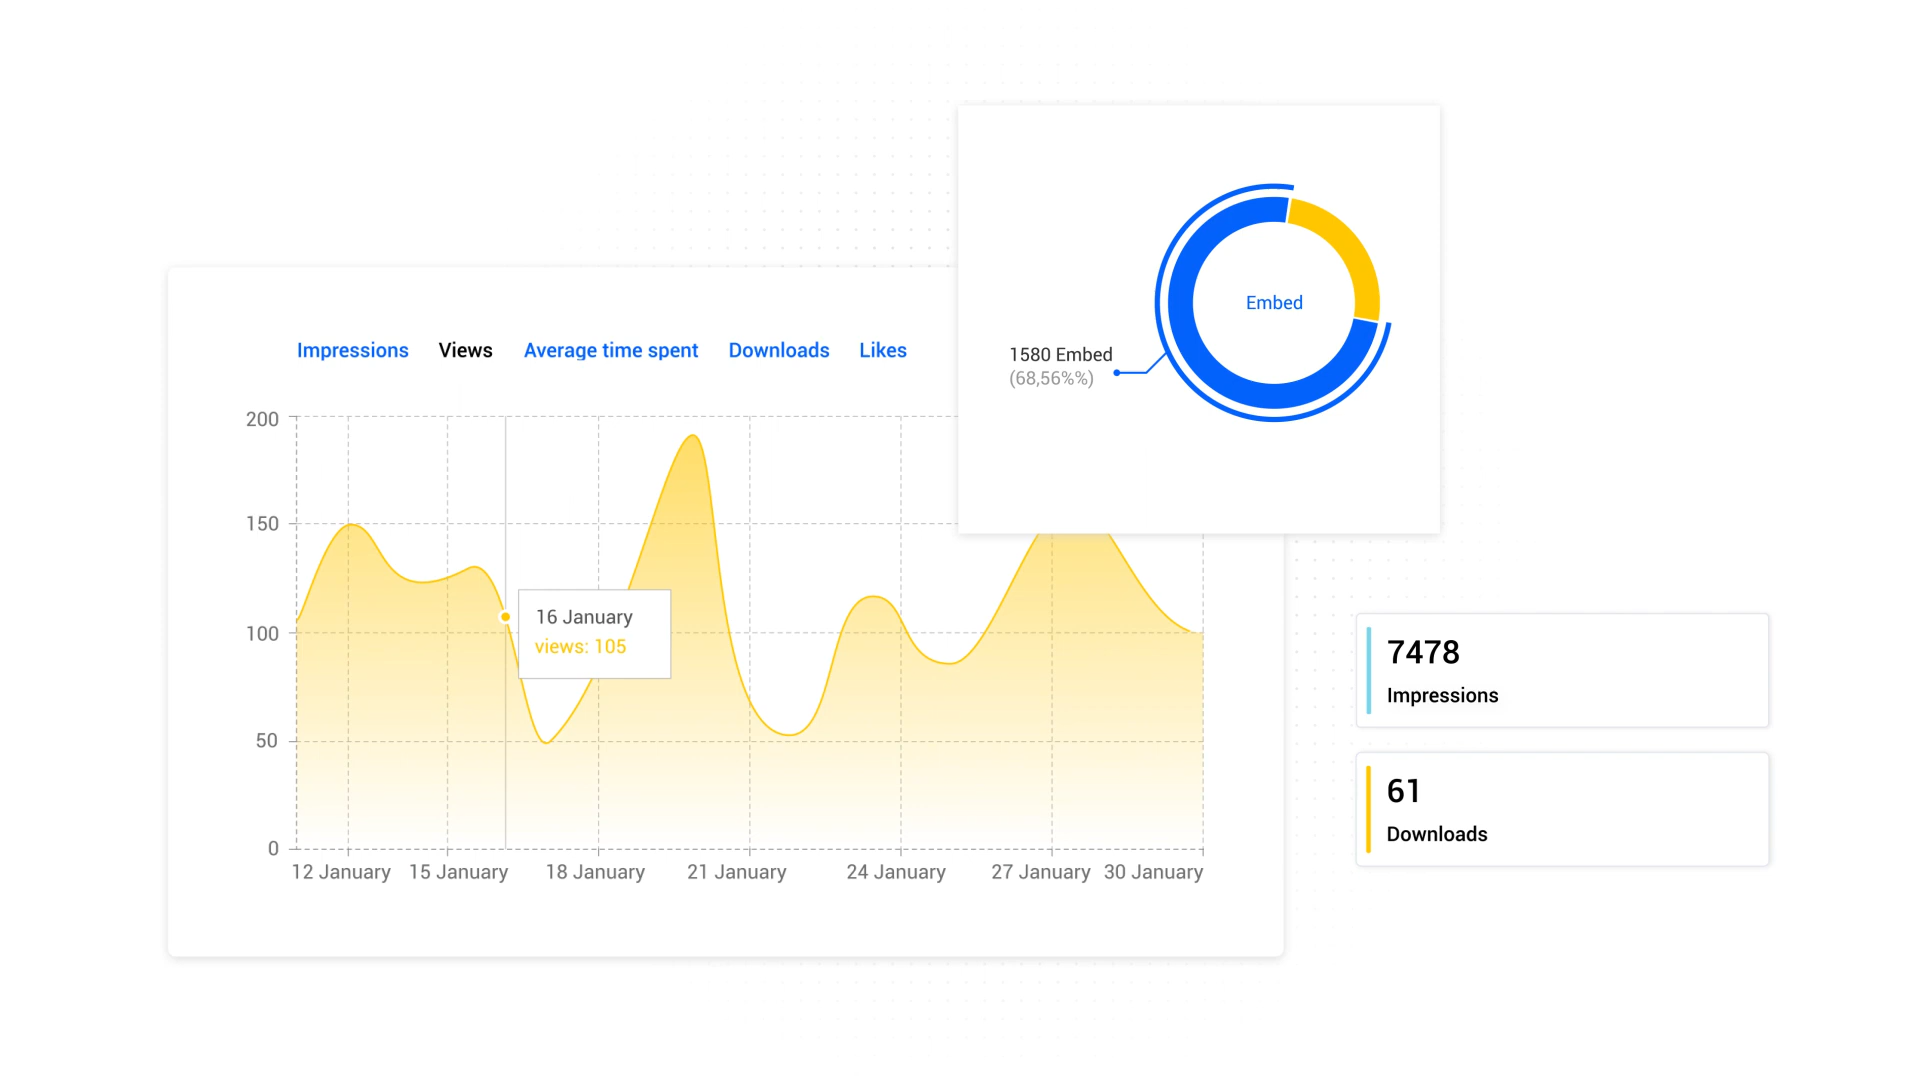 Embed
1580 Embed
(68,56%%)
Impressions Views Average time spent Downloads Likes
200
150
100
50
0
16 January
views: 105
12 January 15 January 18 January 21 January 24 January 27 January 30 January
7478
Impressions
61
Downloads